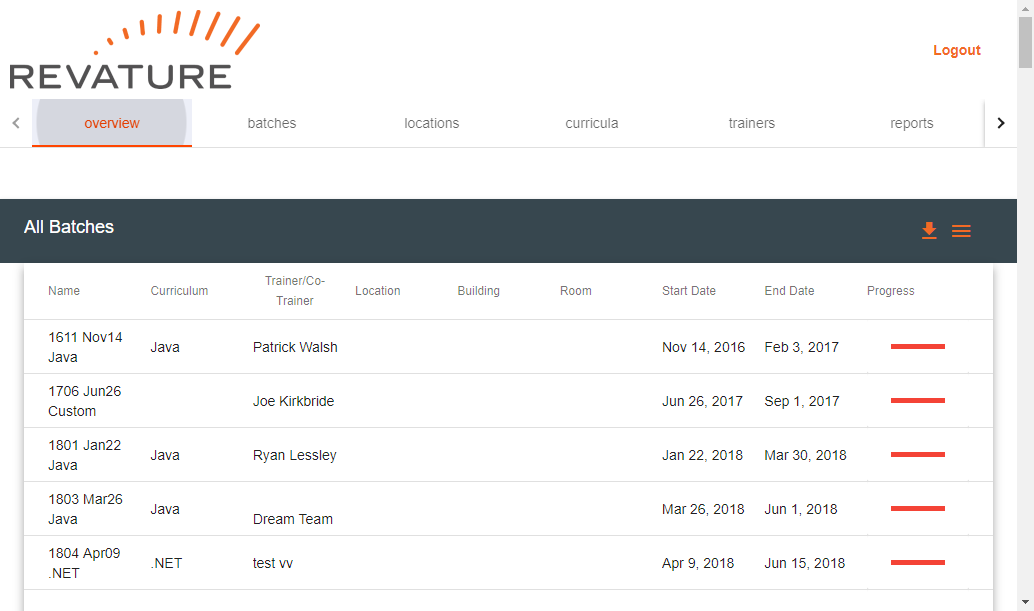 REVATURE
Logout
overview batches locations curricula trainers reports
All Batches
Name Curriculum Trainer/Co-Trainer Location Building Room Start Date End Date Progress
1611 Nov14 Java Java Patrick Walsh Nov 14, 2016 Feb 3, 2017
1706 Jun26 Custom Joe Kirkbride Jun 26, 2017 Sep 1, 2017
1801 Jan22 Java Java Ryan Lessley Jan 22, 2018 Mar 30, 2018
1803 Mar26 Java Java Dream Team Mar 26, 2018 Jun 1, 2018
1804 Apr09 .NET .NET test vv Apr 9, 2018 Jun 15, 2018